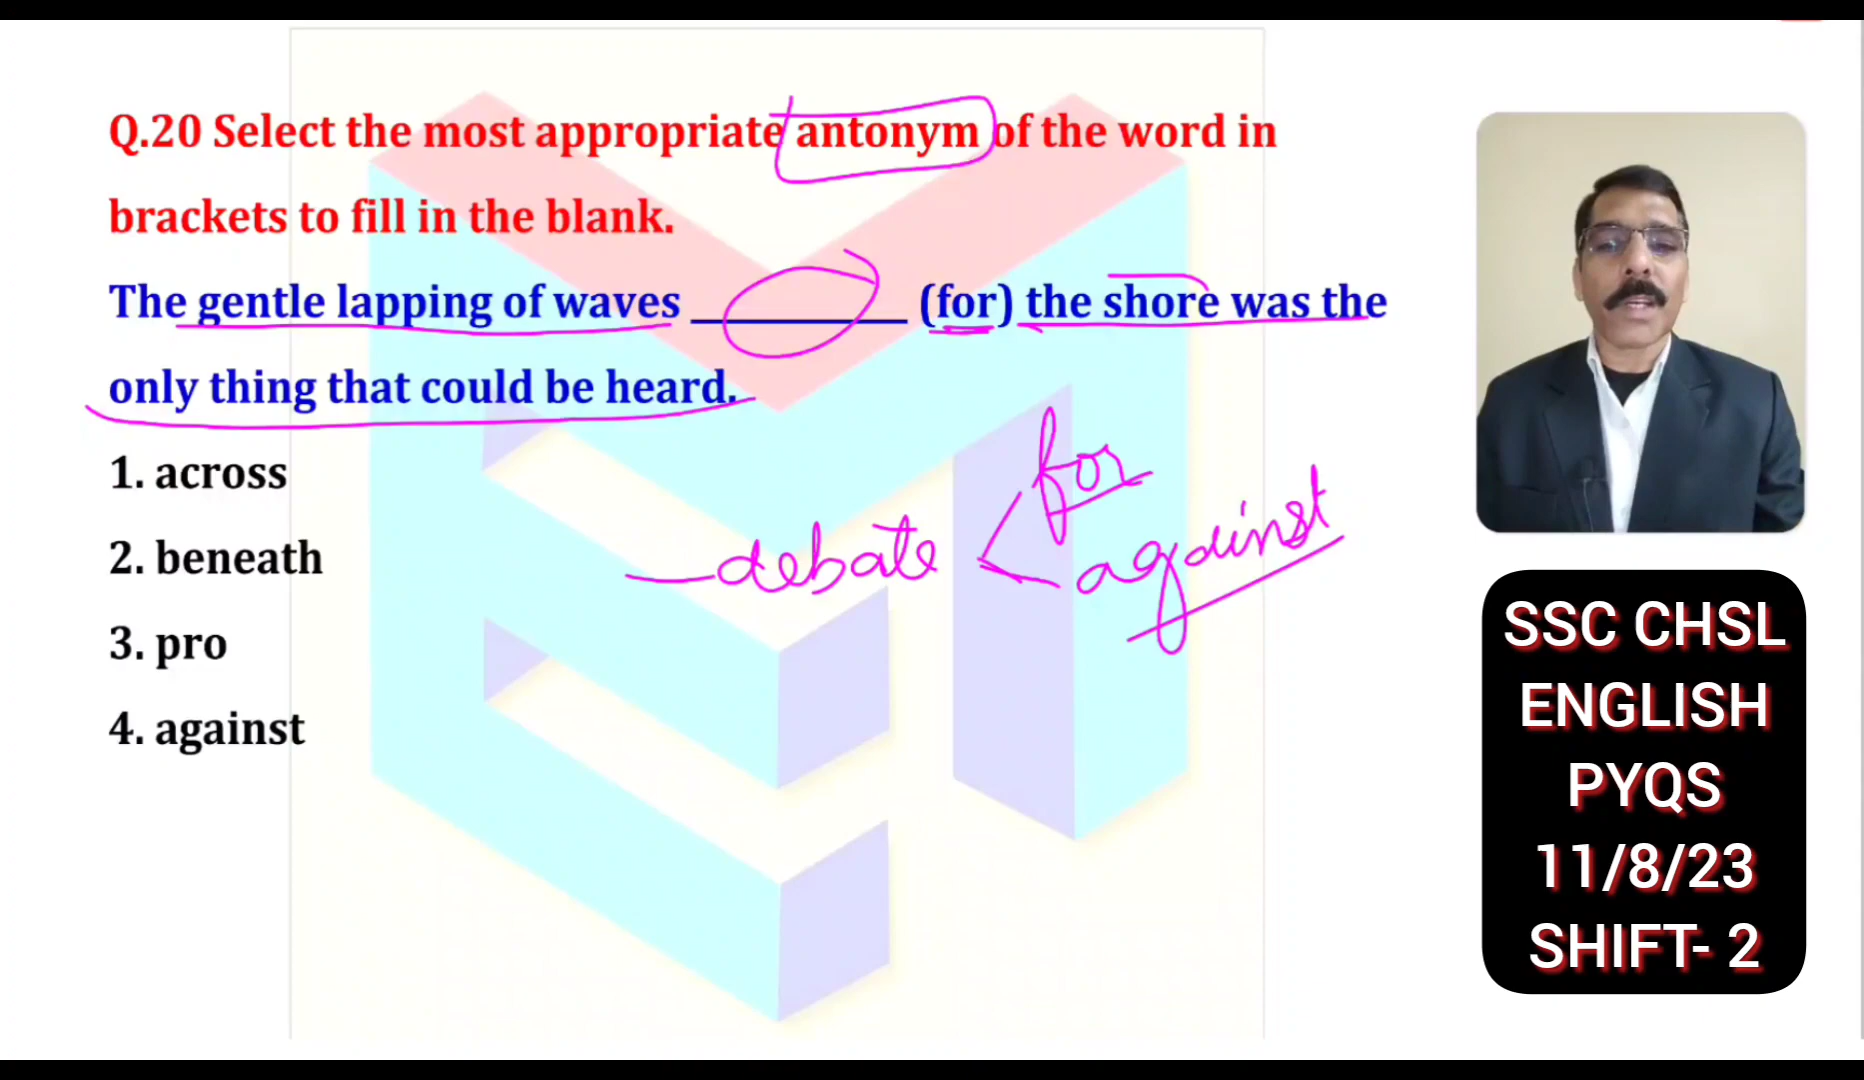 Q.20 Select the most appropriate antonym of the word in
brackets to fill in the blank.
The gentle lapping of waves __________ (for) the shore was the
only thing that could be heard.
1. across
2. beneath
3. pro
4. against
for
debate
against
SSC CHSL
ENGLISH
PYQS
11/8/23
SHIFT- 2